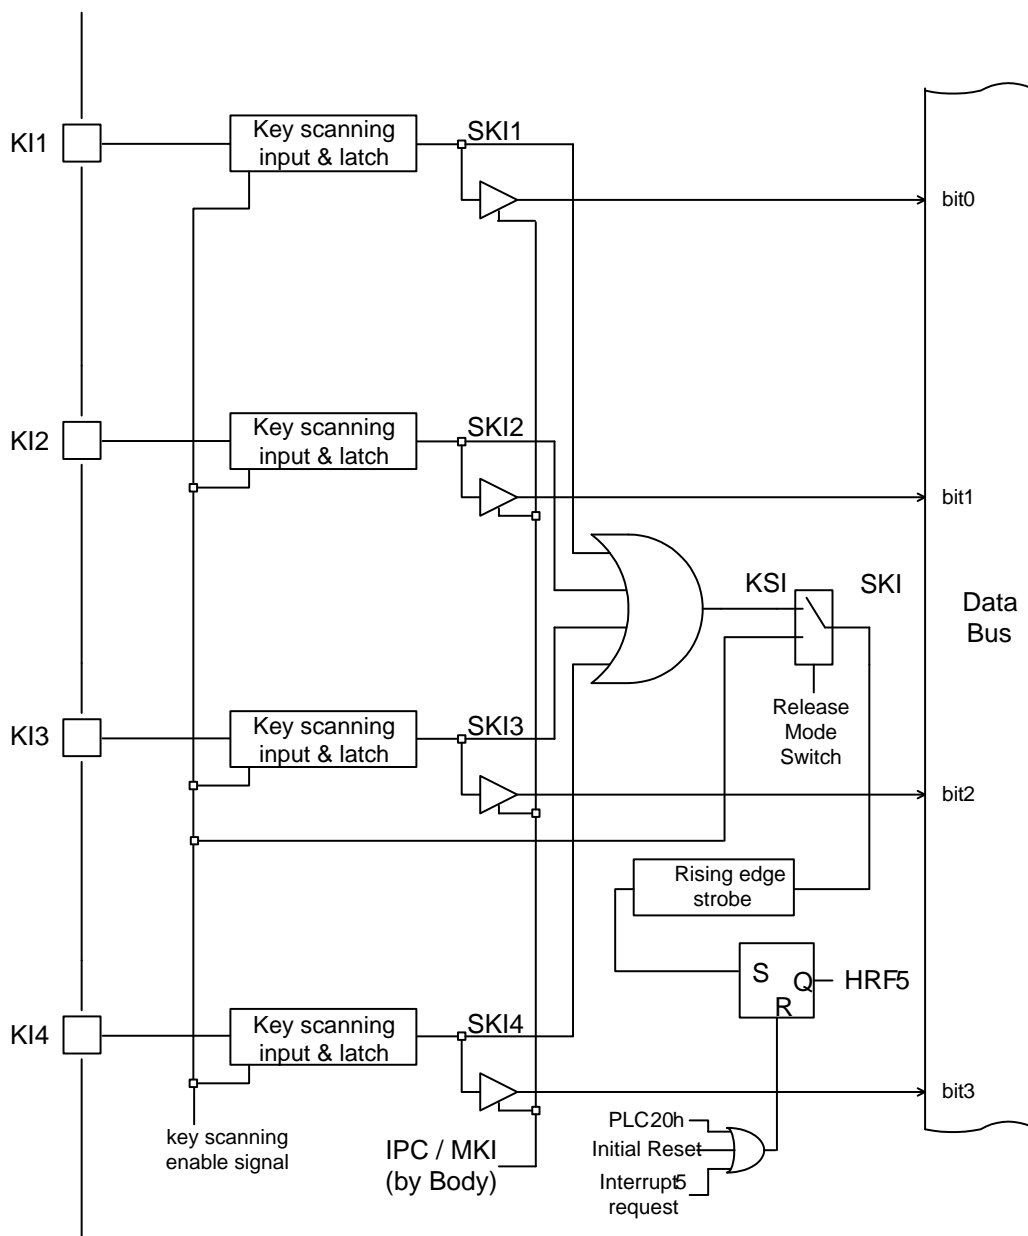 KI1
Key scanning
input & latch
SKI1
bit0
KI2
Key scanning
input & latch
SKI2
bit1
KSI
SKI
Data
Bus
Release
Mode
Switch
KI3
Key scanning
input & latch
SKI3
bit2
Rising edge
strobe
S
Q
R
HRF5
KI4
Key scanning
input & latch
SKI4
bit3
key scanning
enable signal
IPC / MKI
(by Body)
PLC20h
Initial Reset
Interrupt5
request